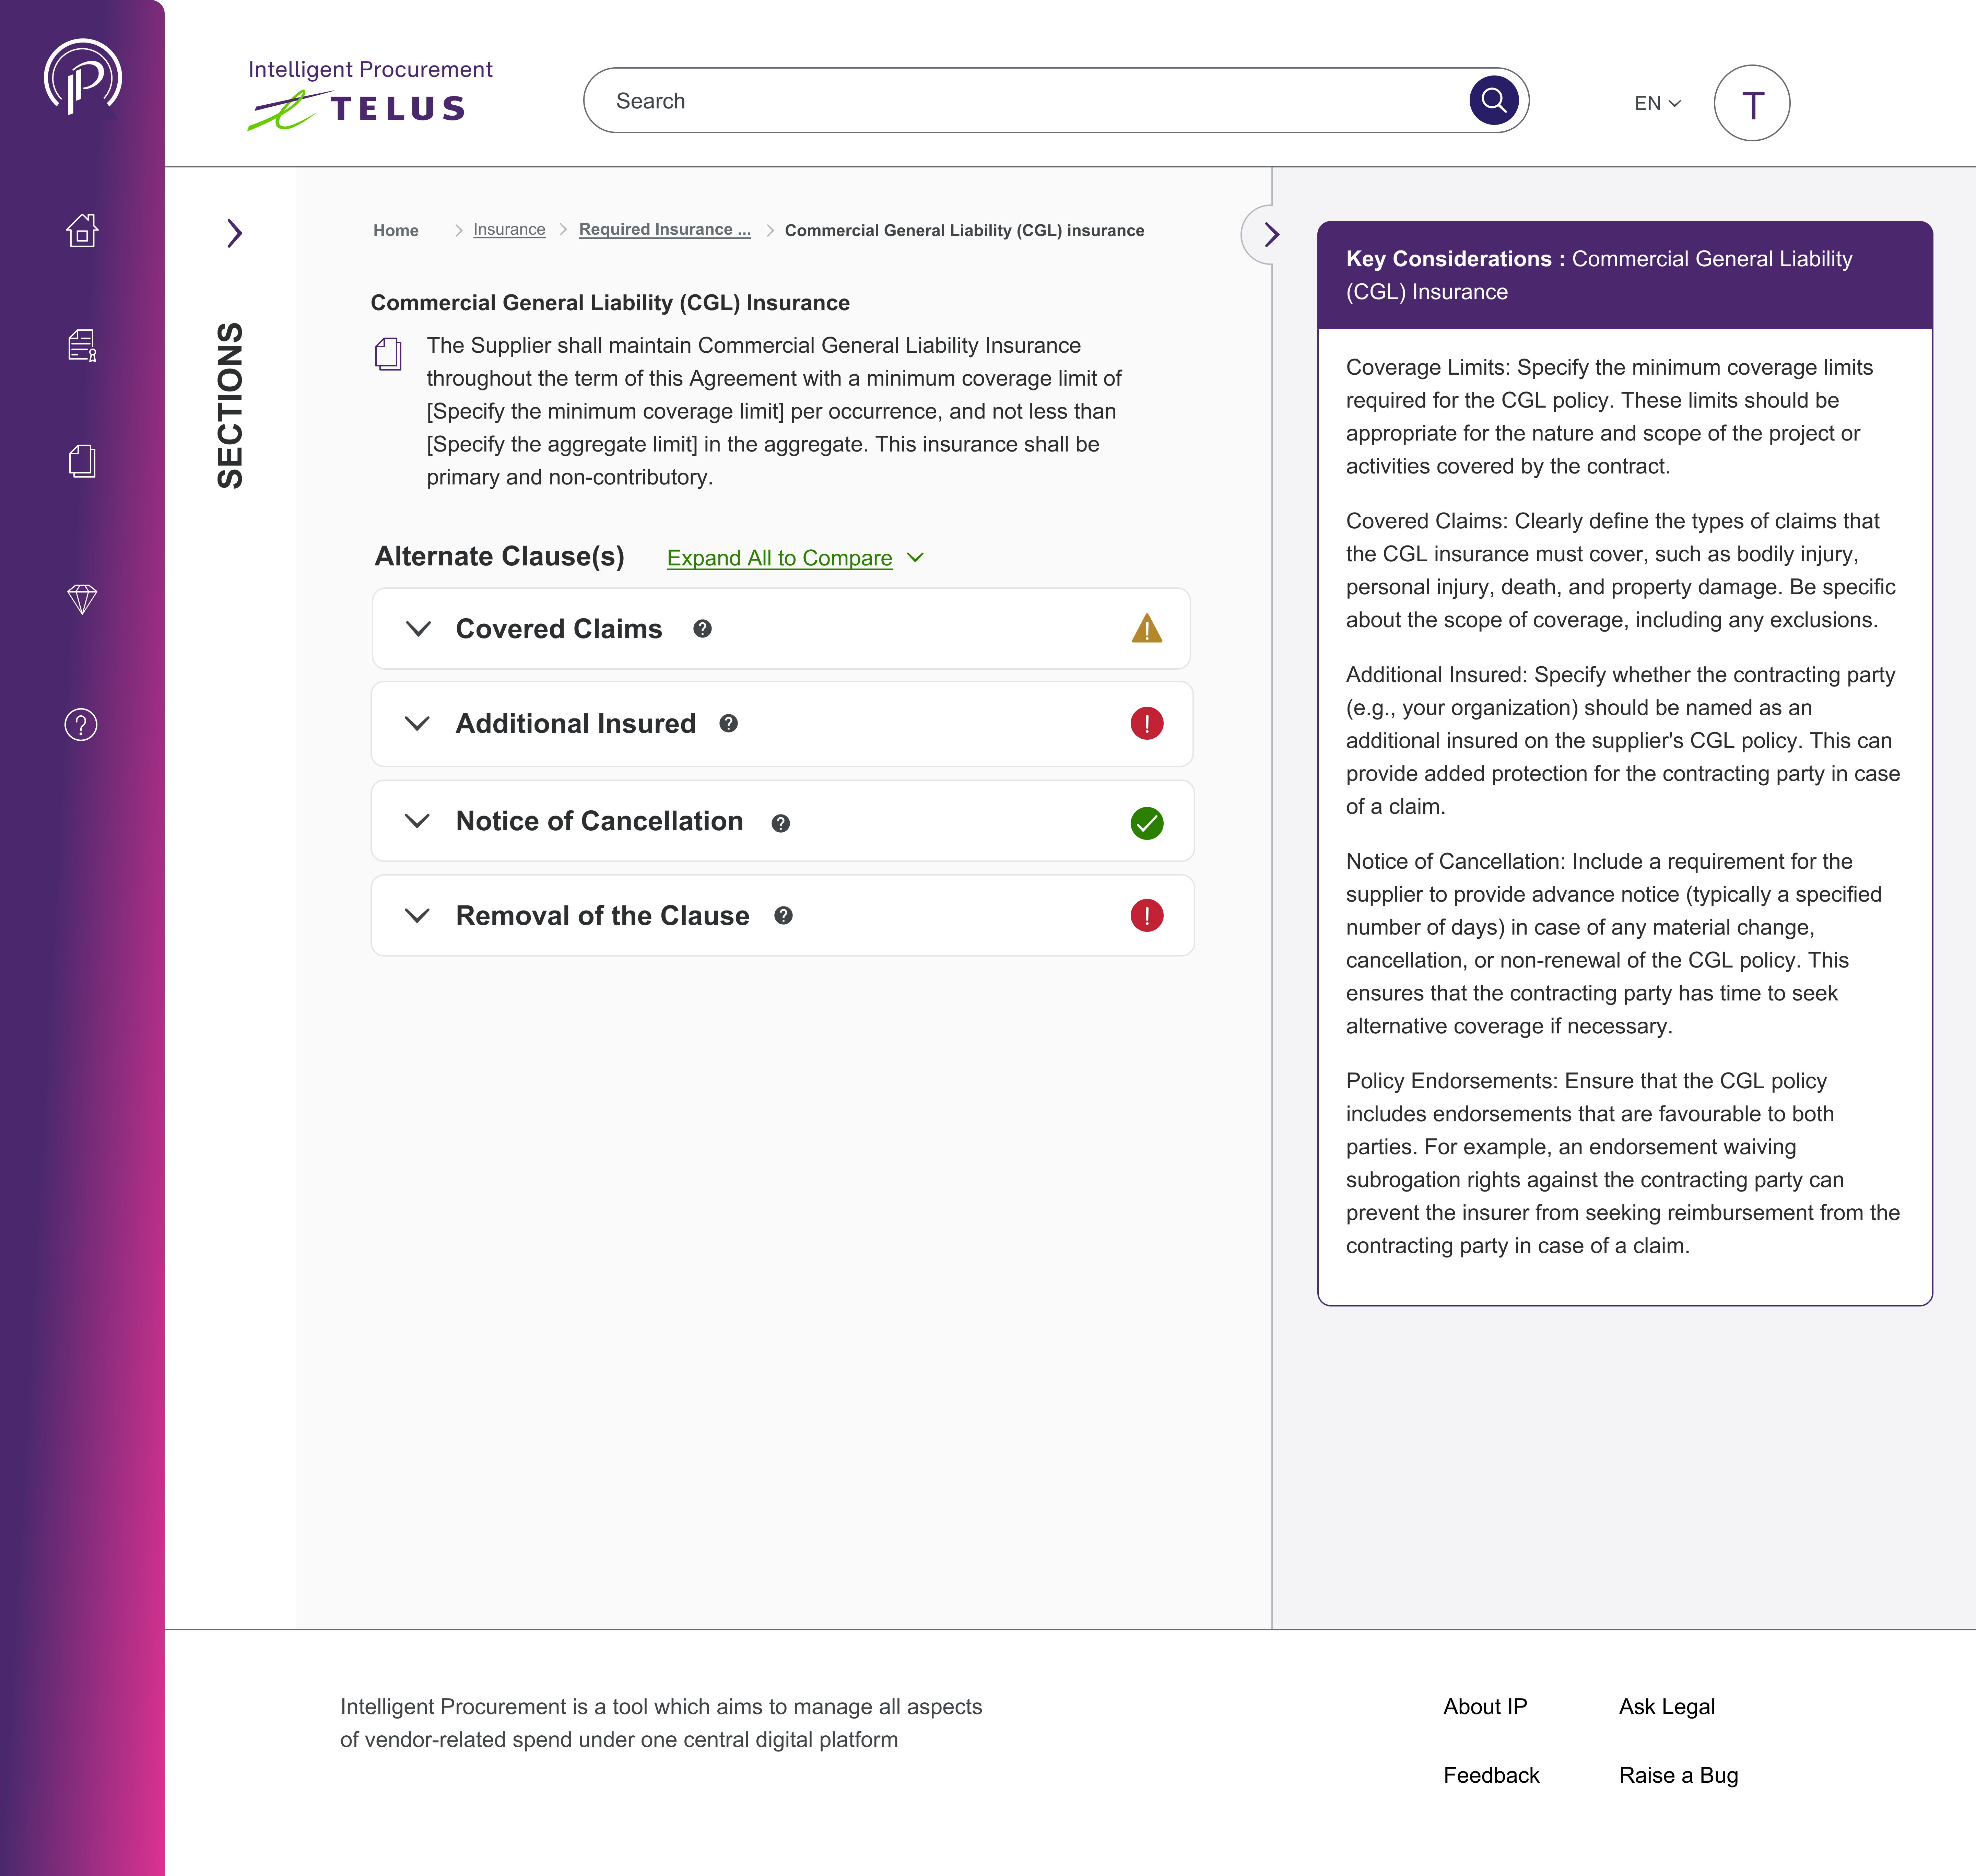 Intelligent Procurement
TELUS
Search
EN
T
SECTIONS
Home
Insurance
Required Insurance ...
Commercial General Liability (CGL) insurance
Commercial General Liability (CGL) Insurance
The Supplier shall maintain Commercial General Liability Insurance
throughout the term of this Agreement with a minimum coverage limit of
[Specify the minimum coverage limit] per occurrence, and not less than
[Specify the aggregate limit] in the aggregate. This insurance shall be
primary and non-contributory.
Alternate Clause(s)
Expand All to Compare
Covered Claims
Additional Insured
Notice of Cancellation
Removal of the Clause
Key Considerations : Commercial General Liability
(CGL) Insurance
Coverage Limits: Specify the minimum coverage limits
required for the CGL policy. These limits should be
appropriate for the nature and scope of the project or
activities covered by the contract.
Covered Claims: Clearly define the types of claims that
the CGL insurance must cover, such as bodily injury,
personal injury, death, and property damage. Be specific
about the scope of coverage, including any exclusions.
Additional Insured: Specify whether the contracting party
(e.g., your organization) should be named as an
additional insured on the supplier's CGL policy. This can
provide added protection for the contracting party in case
of a claim.
Notice of Cancellation: Include a requirement for the
supplier to provide advance notice (typically a specified
number of days) in case of any material change,
cancellation, or non-renewal of the CGL policy. This
ensures that the contracting party has time to seek
alternative coverage if necessary.
Policy Endorsements: Ensure that the CGL policy
includes endorsements that are favourable to both
parties. For example, an endorsement waiving
subrogation rights against the contracting party can
prevent the insurer from seeking reimbursement from the
contracting party in case of a claim.
Intelligent Procurement is a tool which aims to manage all aspects
of vendor-related spend under one central digital platform
About IP
Ask Legal
Feedback
Raise a Bug